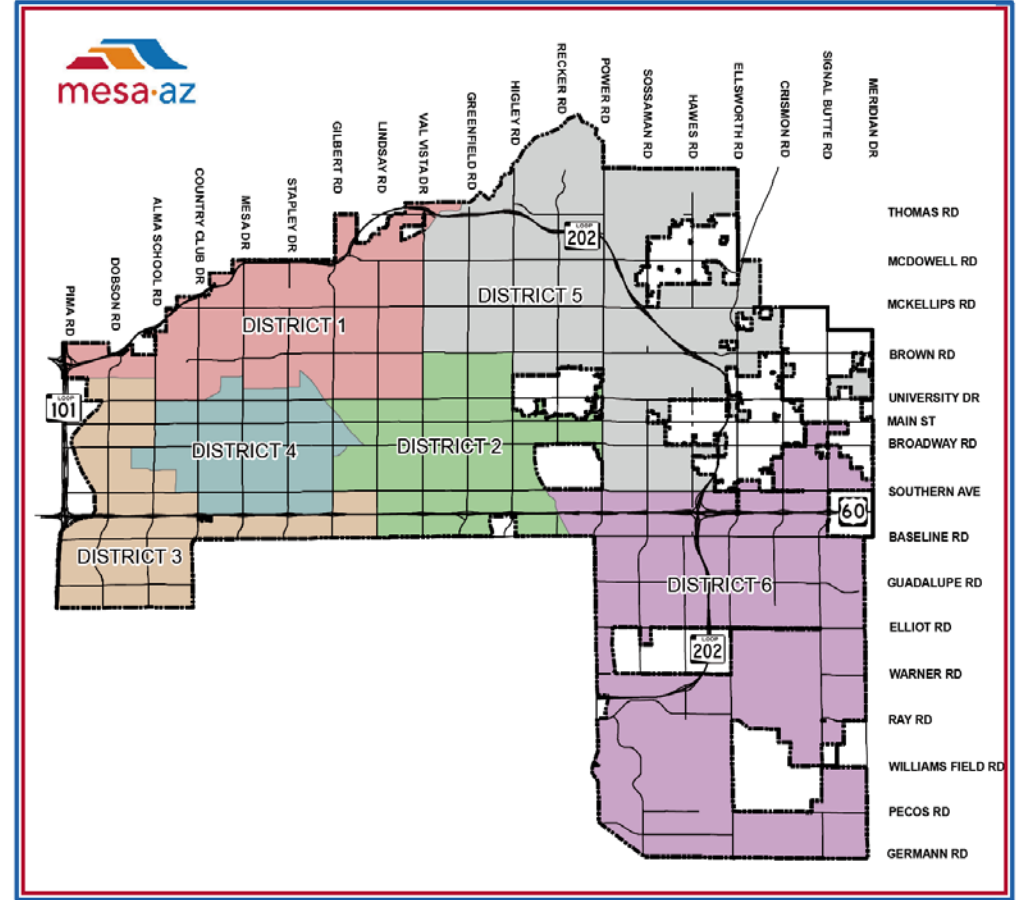 mesa·az
PIMA RD
DOBSON RD
ALMA SCHOOL RD
COUNTRY CLUB DR
MESA DR
STAPLEY DR
GILBERT RD
LINDSAY RD
VAL VISTA DR
GREENFIELD RD
HIGLEY RD
RECKER RD
POWER RD
SOSSAMAN RD
HAWES RD
ELLSWORTH RD
CRISMON RD
SIGNAL BUTTE RD
MERIDIAN DR
THOMAS RD
LOOP
202
MCDOWELL RD
DISTRICT 5
MCKELLIPS RD
DISTRICT 1
BROWN RD
UNIVERSITY DR
LOOP
101
MAIN ST
DISTRICT 4
DISTRICT 2
BROADWAY RD
SOUTHERN AVE
60
BASELINE RD
DISTRICT 3
DISTRICT 6
GUADALUPE RD
ELLIOT RD
LOOP
202
WARNER RD
RAY RD
WILLIAMS FIELD RD
PECOS RD
GERMANN RD